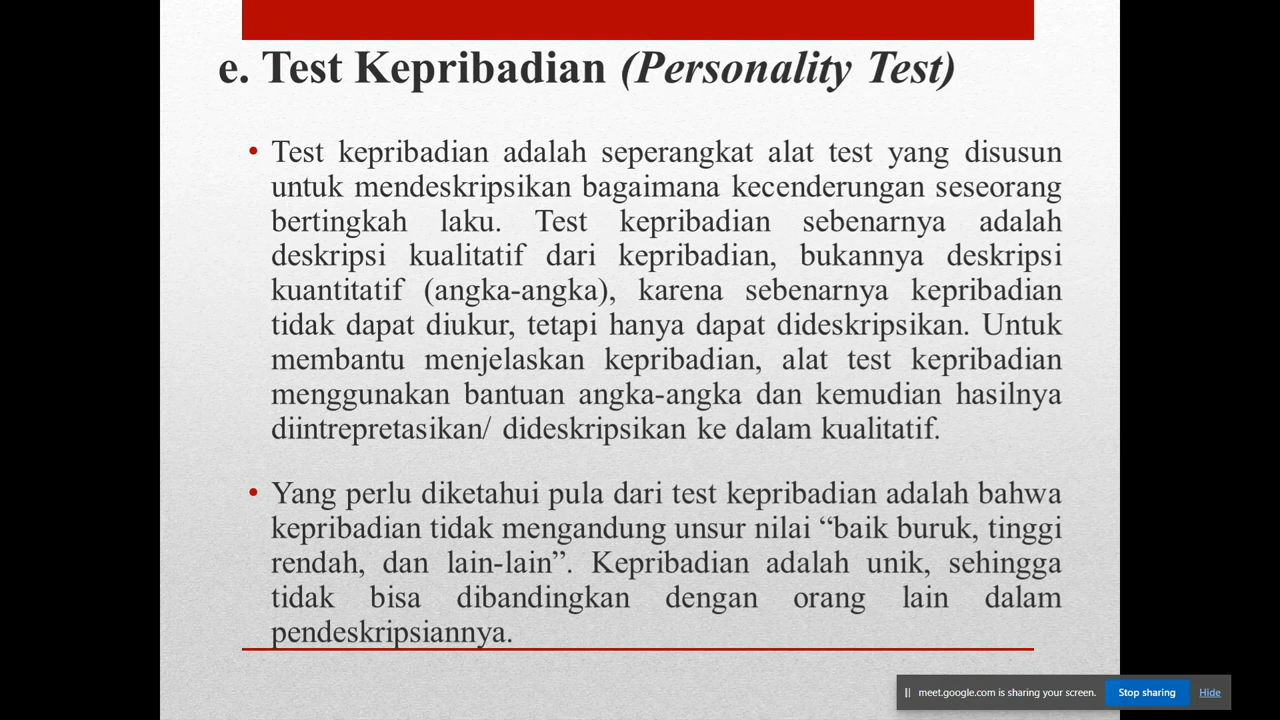 e. Test Kepribadian (Personality Test)
• Test kepribadian adalah seperangkat alat test yang disusun
untuk mendeskripsikan bagaimana kecenderungan seseorang
bertingkah laku. Test kepribadian sebenarnya adalah
deskripsi kualitatif dari kepribadian, bukannya deskripsi
kuantitatif (angka-angka), karena sebenarnya kepribadian
tidak dapat diukur, tetapi hanya dapat dideskripsikan. Untuk
membantu menjelaskan kepribadian, alat test kepribadian
menggunakan bantuan angka-angka dan kemudian hasilnya
diintrepretasikan/ dideskripsikan ke dalam kualitatif.
• Yang perlu diketahui pula dari test kepribadian adalah bahwa
kepribadian tidak mengandung unsur nilai “baik buruk, tinggi
rendah, dan lain-lain”. Kepribadian adalah unik, sehingga
tidak bisa dibandingkan dengan orang lain dalam
pendeskripsiannya.
|| meet.google.com is sharing your screen. Stop sharing Hide